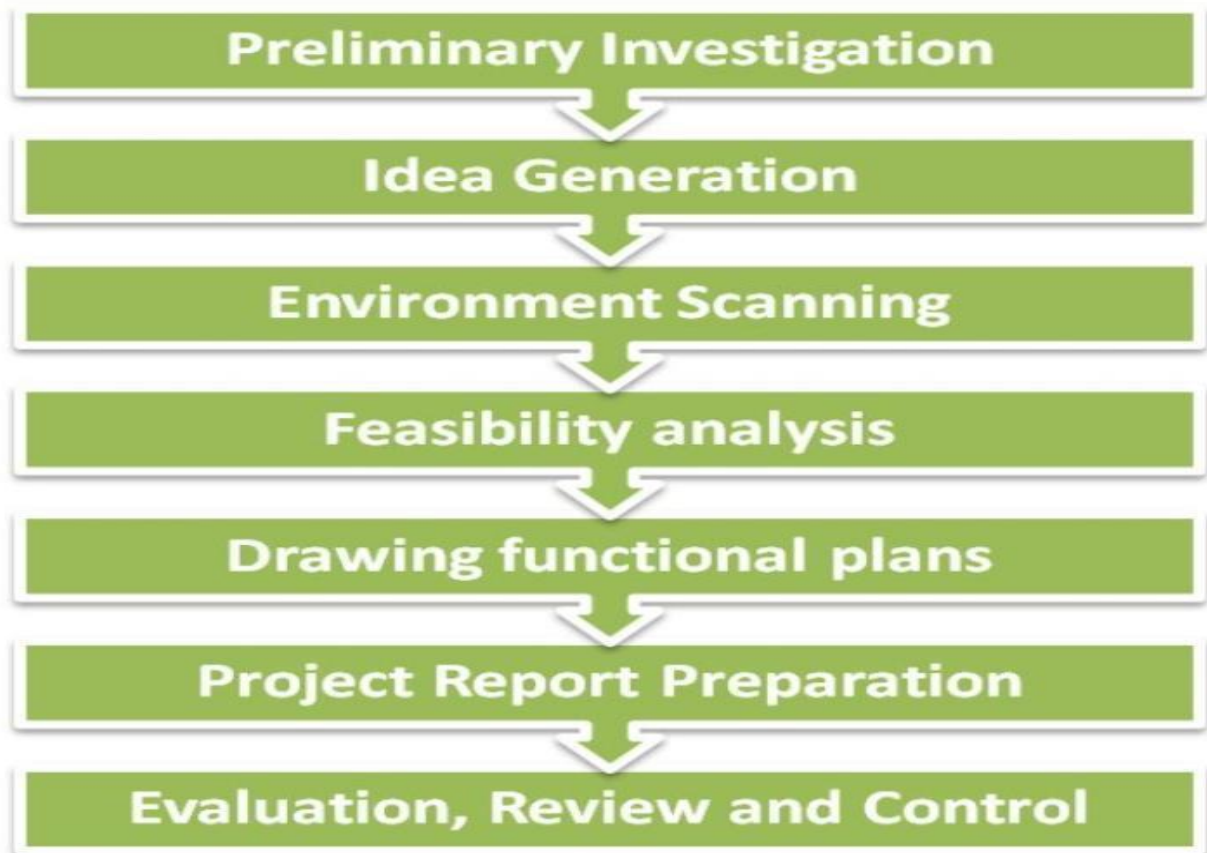 Preliminary Investigation
Idea Generation
Environment Scanning
Feasibility analysis
Drawing functional plans
Project Report Preparation
Evaluation, Review and Control